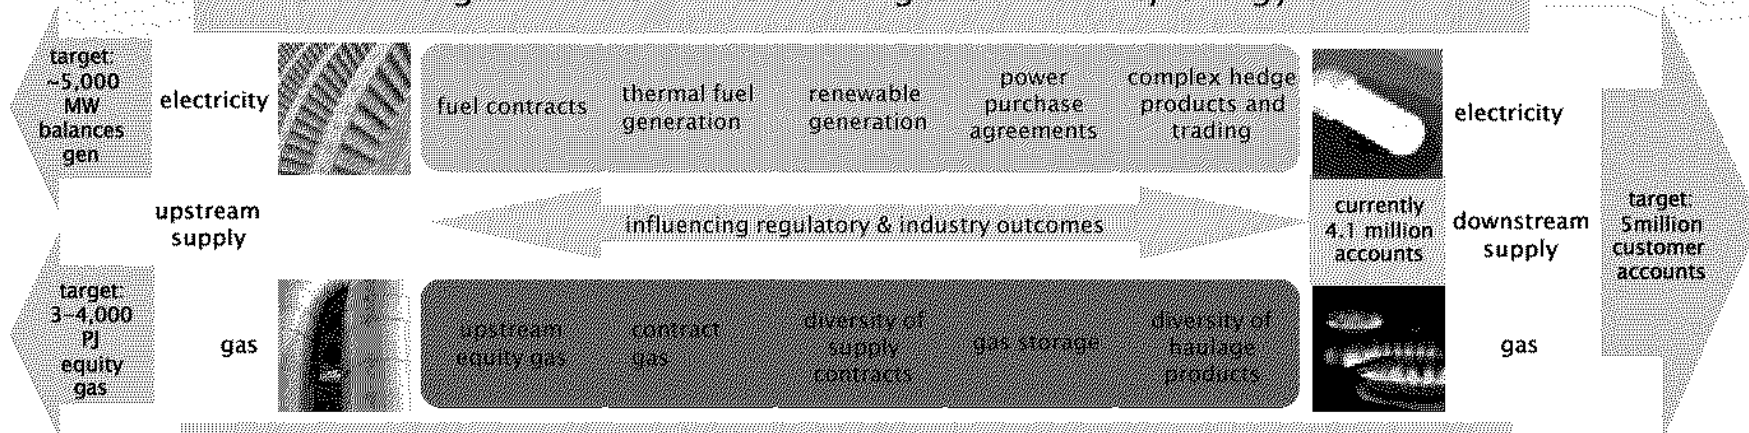 target:
~5,000
MW
balances
gen
electricity
fuel contracts
thermal fuel
generation
renewable
generation
power
purchase
agreements
complex hedge
products and
trading
electricity
upstream
supply
influencing regulatory & industry outcomes
currently
4.1 million
accounts
downstream
supply
target:
5million
customer
accounts
target:
3-4,000
PJ
equity
gas
gas
upstream
equity gas
contract
gas
diversity of
supply
contracts
gas storage
diversity of
haulage
products
gas